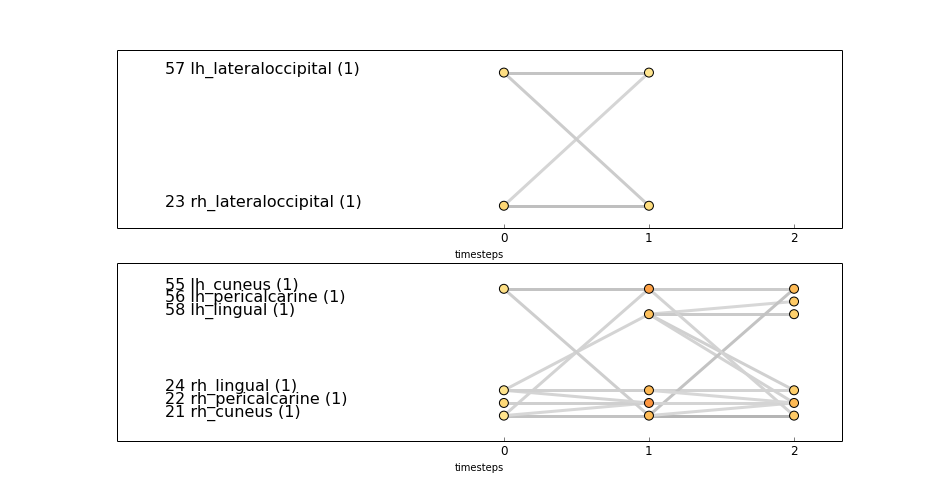 57 lh_lateraloccipital (1)
23 rh_lateraloccipital (1)
0 1 2
timesteps
55 lh_cuneus (1)
56 lh_pericalcarine (1)
58 lh_lingual (1)
24 rh_lingual (1)
22 rh_pericalcarine (1)
21 rh_cuneus (1)
0 1 2
timesteps